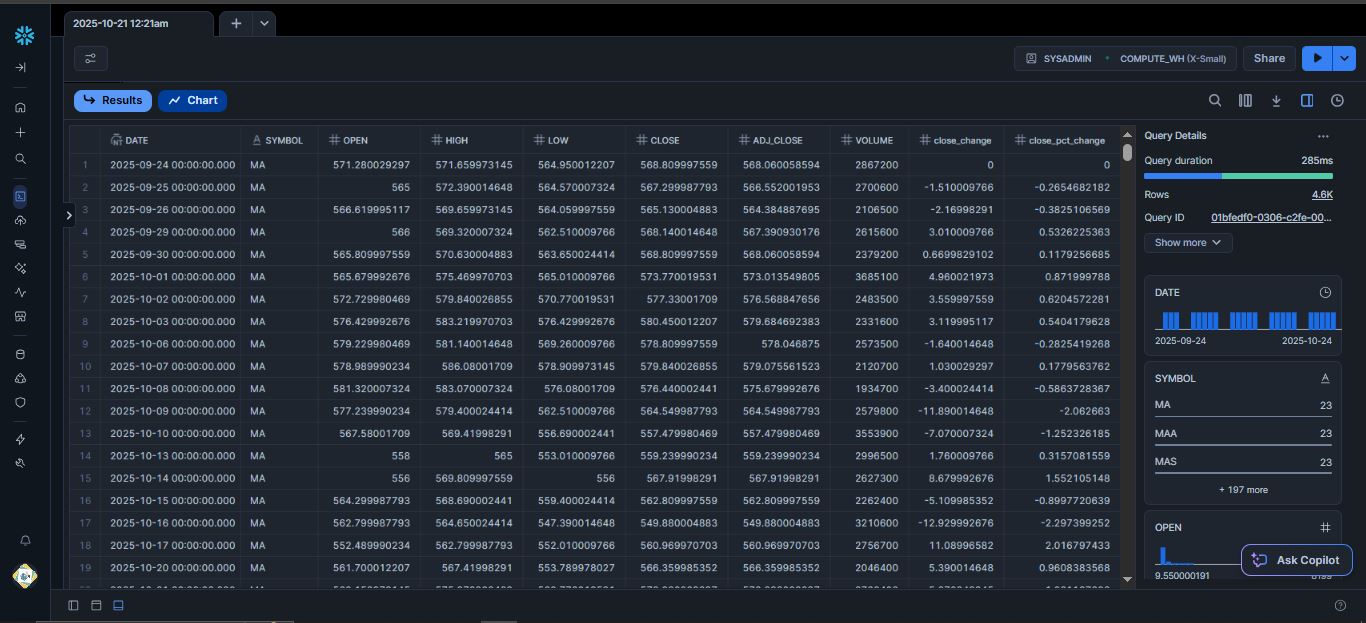 2025-10-21 12:21am
SYSADMIN COMPUTE_WH (X-Small) Share
Results Chart
DATE SYMBOL OPEN HIGH LOW CLOSE ADJ_CLOSE VOLUME close_change close_pct_change
1 2025-09-24 00:00:00.000 MA 571.280029297 571.659973145 564.950012207 568.809997559 568.060058594 2867200 0 0
2 2025-09-25 00:00:00.000 MA 565 572.390014648 564.570007324 567.299987793 566.552001953 2700600 -1.510009766 -0.2654682182
3 2025-09-26 00:00:00.000 MA 566.619995117 569.659973145 564.059997559 565.130004883 564.384887695 2106500 -2.16998291 -0.3825106569
4 2025-09-29 00:00:00.000 MA 566 569.320007324 562.510009766 568.140014648 567.390930176 2615600 3.010009766 0.5326225363
5 2025-09-30 00:00:00.000 MA 565.809997559 570.630004883 563.650024414 568.809997559 568.060058594 2379200 0.6699829102 0.1179256685
6 2025-10-01 00:00:00.000 MA 565.679992676 575.469970703 565.010009766 573.770019531 573.013549805 3685100 4.960021973 0.871999788
7 2025-10-02 00:00:00.000 MA 572.729980469 579.840026855 570.770019531 577.33001709 576.568847656 2483500 3.559997559 0.6204572281
8 2025-10-03 00:00:00.000 MA 576.429992676 583.219970703 576.429992676 580.450012207 579.684692383 2331600 3.119995117 0.5404179628
9 2025-10-06 00:00:00.000 MA 579.229980469 581.140014648 569.260009766 578.809997559 578.046875 2573500 -1.640014648 -0.2825419268
10 2025-10-07 00:00:00.000 MA 578.989990234 586.08001709 578.909973145 579.840026855 579.075561523 2120700 1.030029297 0.1779563762
11 2025-10-08 00:00:00.000 MA 581.320007324 583.070007324 576.08001709 576.440002441 575.679992676 1934700 -3.400024414 -0.5863728367
12 2025-10-09 00:00:00.000 MA 577.239990234 579.400024414 562.510009766 564.549987793 564.549987793 2579800 -11.890014648 -2.062663
13 2025-10-10 00:00:00.000 MA 567.58001709 569.41998291 556.690002441 557.479980469 557.479980469 3553900 -7.070007324 -1.252326185
14 2025-10-13 00:00:00.000 MA 558 565 553.010009766 559.239990234 559.239990234 2996500 1.760009766 0.3157081559
15 2025-10-14 00:00:00.000 MA 556 569.809997559 556 567.91998291 567.91998291 2627300 8.679992676 1.552105148
16 2025-10-15 00:00:00.000 MA 564.299987793 568.690002441 559.400024414 562.809997559 562.809997559 2262400 -5.109985352 -0.8997720639
17 2025-10-16 00:00:00.000 MA 562.799987793 564.650024414 547.390014648 549.880004883 549.880004883 3210600 -12.929992676 -2.297399252
18 2025-10-17 00:00:00.000 MA 552.489990234 562.799987793 552.010009766 560.969970703 560.969970703 2756700 11.08996582 2.016797433
19 2025-10-20 00:00:00.000 MA 561.700012207 567.41998291 553.789978027 566.359985352 566.359985352 2046400 5.390014648 0.9608383568
Query Details
Query duration 285ms
Rows 4.6K
Query ID 01bfedf0-0306-c2fe-00...
Show more
DATE
2025-09-24 2025-10-24
SYMBOL
MA 23
MAA 23
MAS 23
+ 197 more
OPEN
Ask Copilot
9.550000191